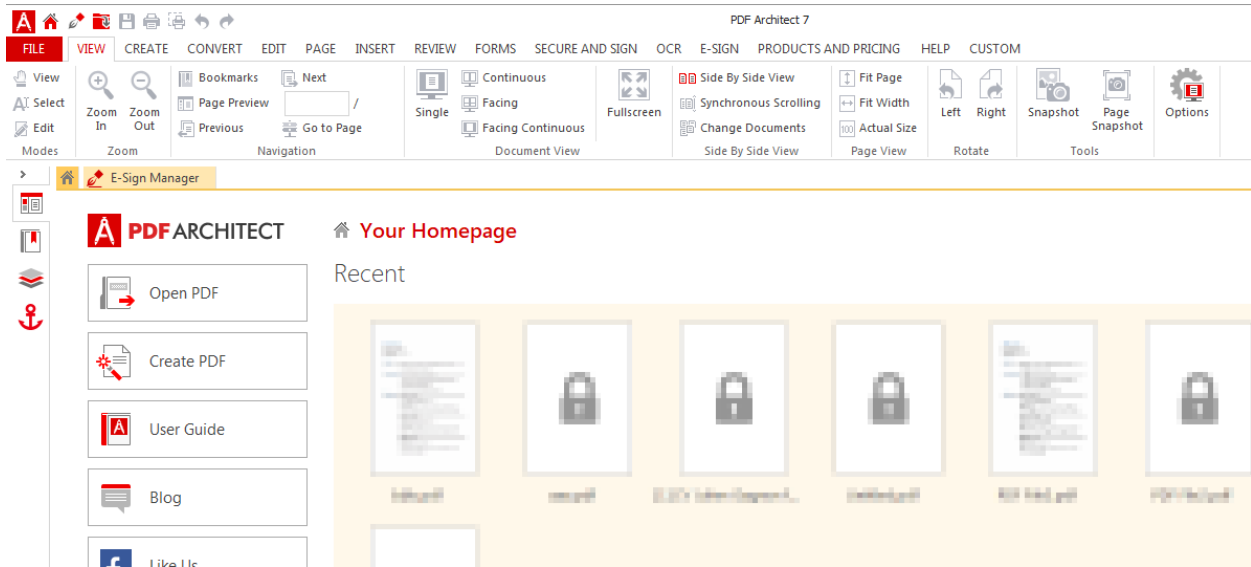 PDF Architect 7
FILE VIEW CREATE CONVERT EDIT PAGE INSERT REVIEW FORMS SECURE AND SIGN OCR E-SIGN PRODUCTS AND PRICING HELP CUSTOM
View
Select
Edit
Modes
Zoom In
Zoom Out
Zoom
Bookmarks
Page Preview
Previous
Next
/
Go to Page
Navigation
Single
Continuous
Facing
Facing Continuous
Fullscreen
Document View
Side By Side View
Synchronous Scrolling
Change Documents
Side By Side View
Fit Page
Fit Width
100 Actual Size
Page View
Left
Right
Rotate
Snapshot
Page Snapshot
Tools
Options
E-Sign Manager
PDF ARCHITECT
Your Homepage
Recent
Open PDF
Create PDF
User Guide
Blog
Like Us